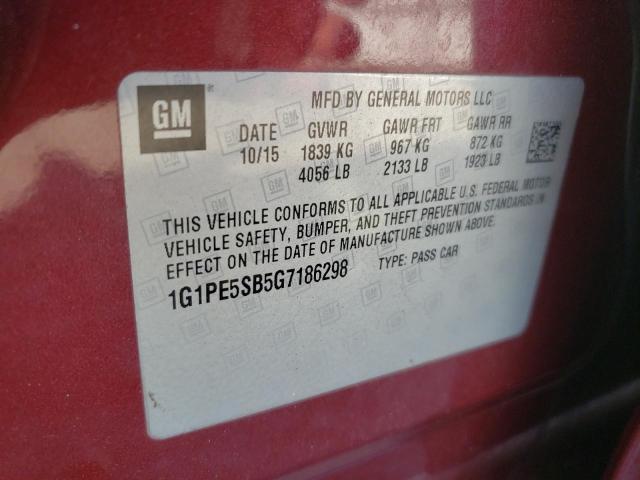 GM
MFD BY GENERAL MOTORS LLC
DATE GVWR GAWR FRT GAWR RR
10/15 1839 KG 967 KG 872 KG
4056 LB 2133 LB 1923 LB
THIS VEHICLE CONFORMS TO ALL APPLICABLE U.S. FEDERAL MOTOR
VEHICLE SAFETY, BUMPER, AND THEFT PREVENTION STANDARDS IN
EFFECT ON THE DATE OF MANUFACTURE SHOWN ABOVE.
1G1PE5SB5G7186298 TYPE: PASS CAR